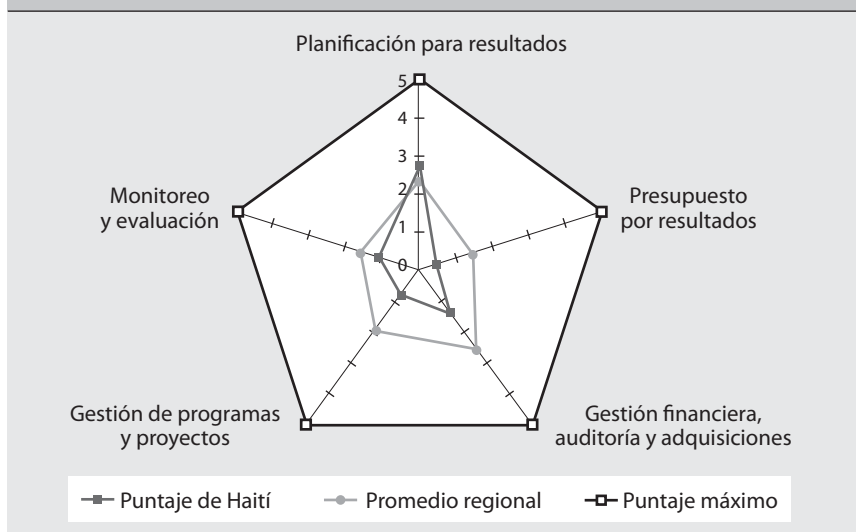 Planificación para resultados
5
4
3
2
1
0
Monitoreo
y evaluación
Presupuesto
por resultados
Gestión de programas
y proyectos
Gestión financiera,
auditoría y adquisiciones
Puntaje de Haití
Promedio regional
Puntaje máximo